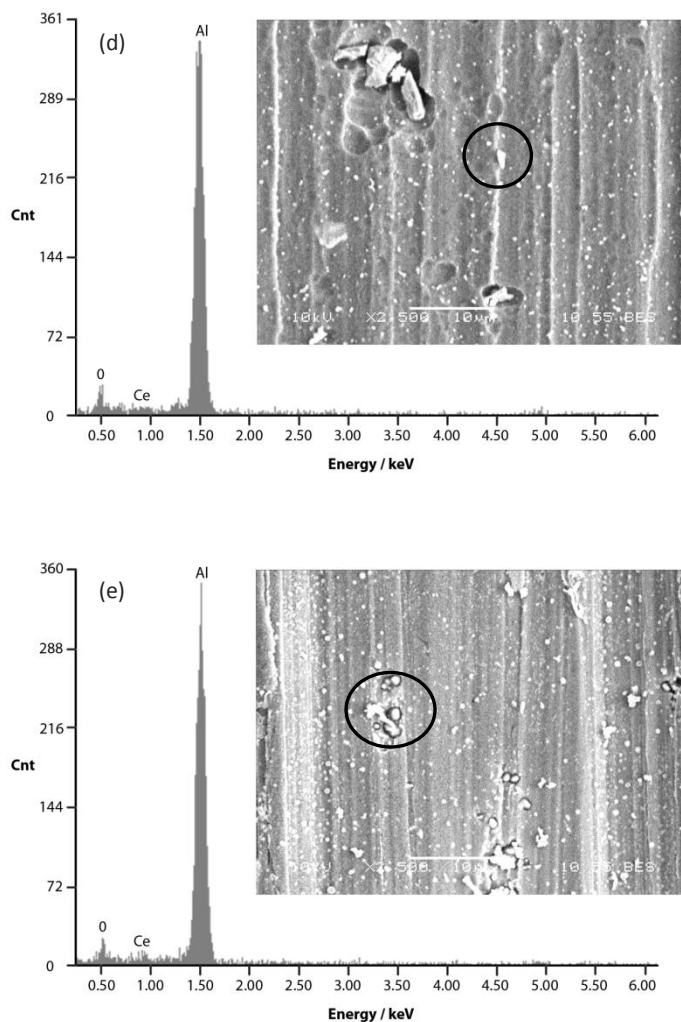 361
(d)
Al
289
216
Cnt
144
72
O
Ce
0
0.50 1.00 1.50 2.00 2.50 3.00 3.50 4.00 4.50 5.00 5.50 6.00
Energy / keV
10kV X2,500 10μm 10.55 BES
360
(e)
Al
288
216
Cnt
144
72
O
Ce
0
0.50 1.00 1.50 2.00 2.50 3.00 3.50 4.00 4.50 5.00 5.50 6.00
Energy / keV
X2,500 10μm 10.55 BES